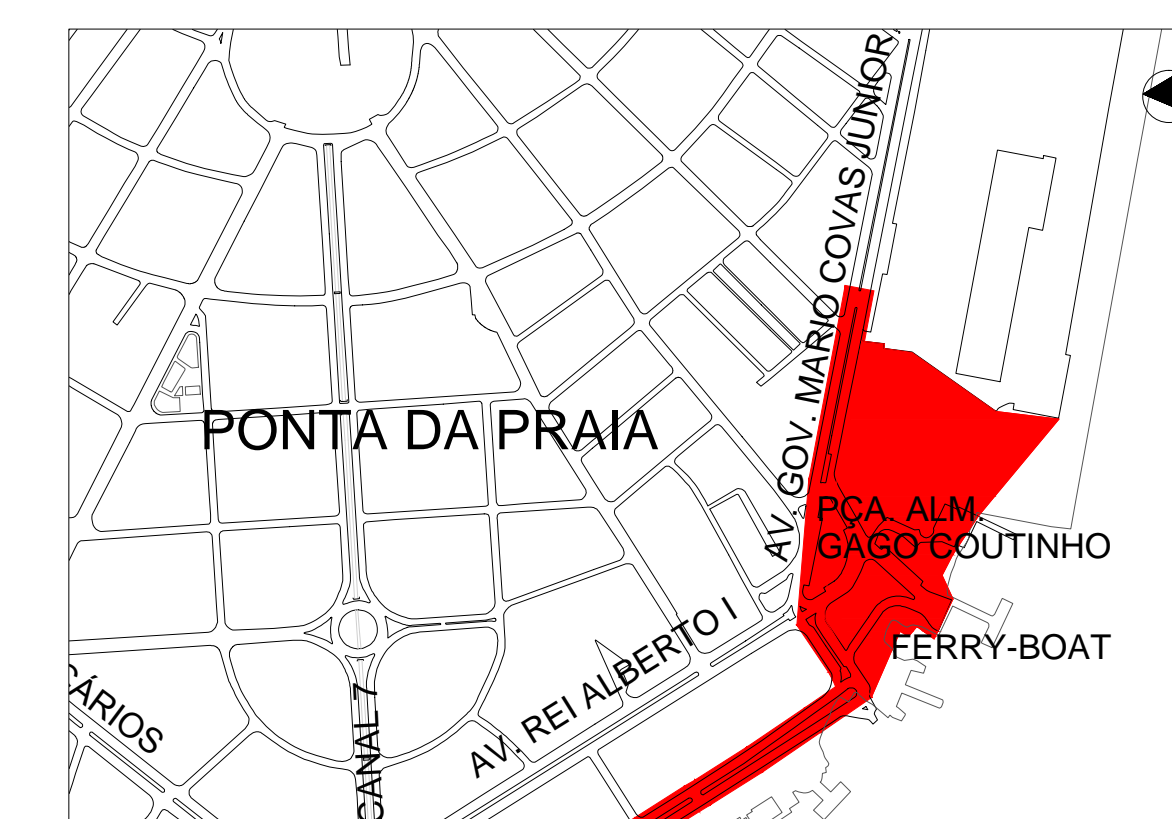 AV. GOV. MARIO COVAS JUNIOR
PONTA DA PRAIA
PÇA. ALM.
GAGO COUTINHO
FERRY-BOAT
AV. REI ALBERTO I
CANAL 7
ÁRIOS